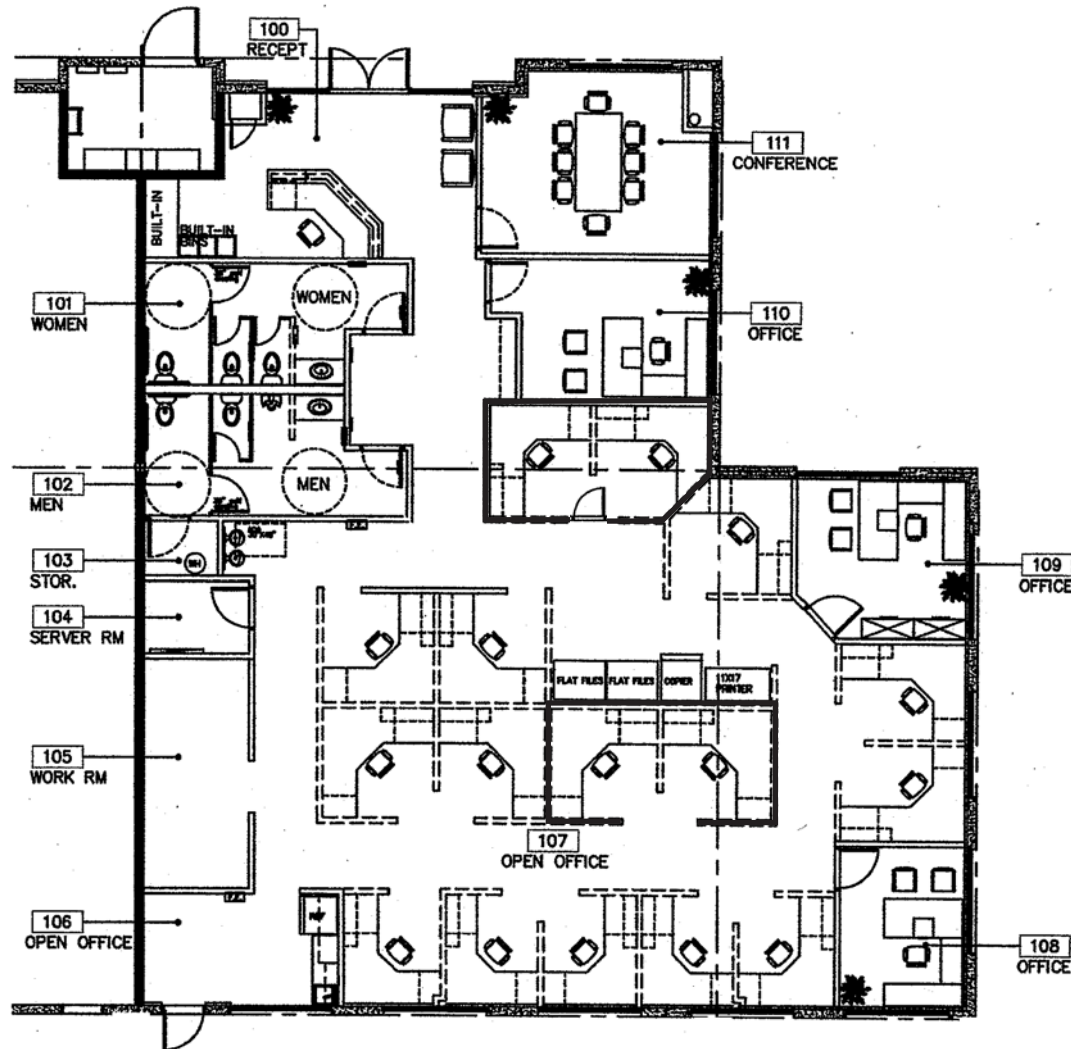 100
RECEPT
111
CONFERENCE
BUILT-IN
BUILT-IN
BINS
101
WOMEN
WOMEN
110
OFFICE
102
MEN
MEN
103
STOR.
WH
109
OFFICE
104
SERVER RM
FLAT FILES
FLAT FILES
COPIER
11X17
PRINTER
105
WORK RM
107
OPEN OFFICE
106
OPEN OFFICE
REF
108
OFFICE